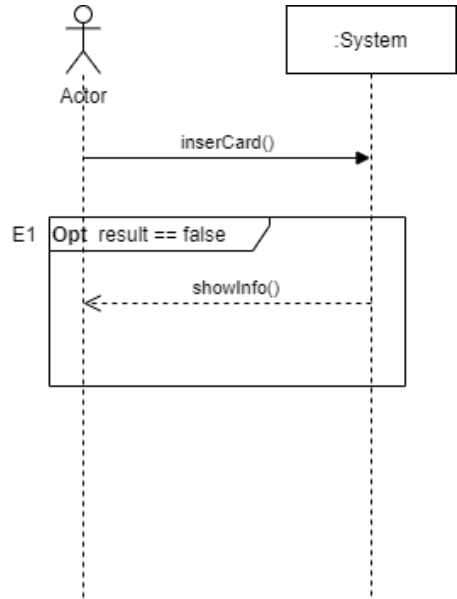 :System
Actor
inserCard()
E1 Opt result == false
showInfo()